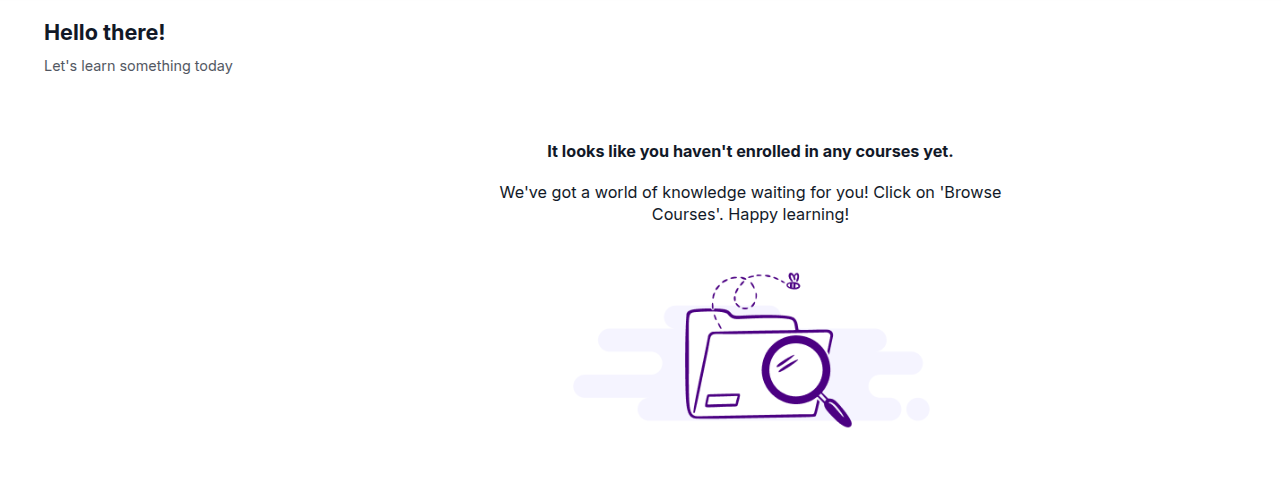 Hello there!
Let's learn something today
It looks like you haven't enrolled in any courses yet.
We've got a world of knowledge waiting for you! Click on 'Browse
Courses'. Happy learning!